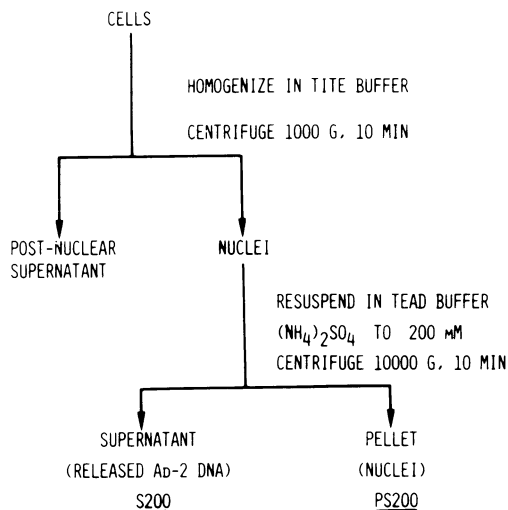 CELLS
HOMOGENIZE IN TITE BUFFER
CENTRIFUGE 1000 G, 10 MIN
POST-NUCLEAR
SUPERNATANT
NUCLEI
RESUSPEND IN TEAD BUFFER
(NH4)2SO4 TO 200 mM
CENTRIFUGE 10000 G, 10 MIN
SUPERNATANT
(RELEASED AD-2 DNA)
S200
PELLET
(NUCLEI)
PS200